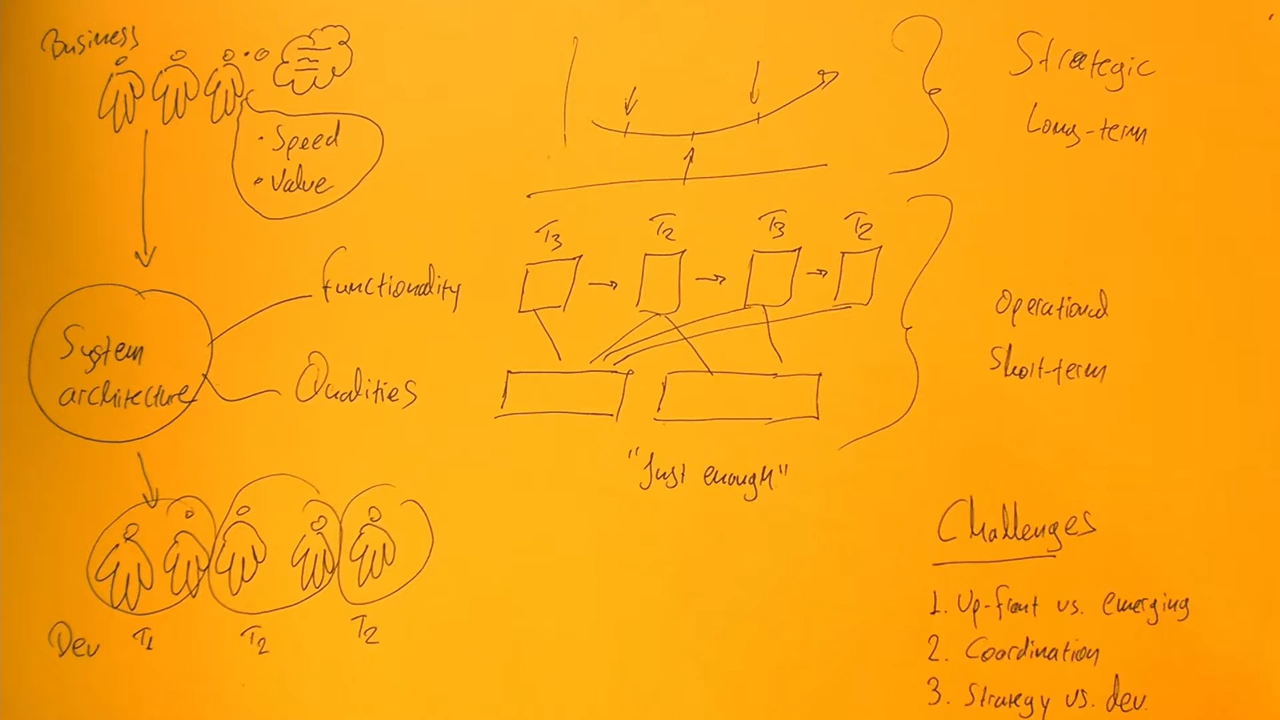 Business
• Speed
• Value
System
architecture
Functionality
Qualities
Dev
T1
T2
T2
T3
T2
T3
T2
"Just enough"
Strategic
Long-term
Operational
Short-term
Challenges
1. Up-front vs. emerging
2. Coordination
3. Strategy vs. dev.